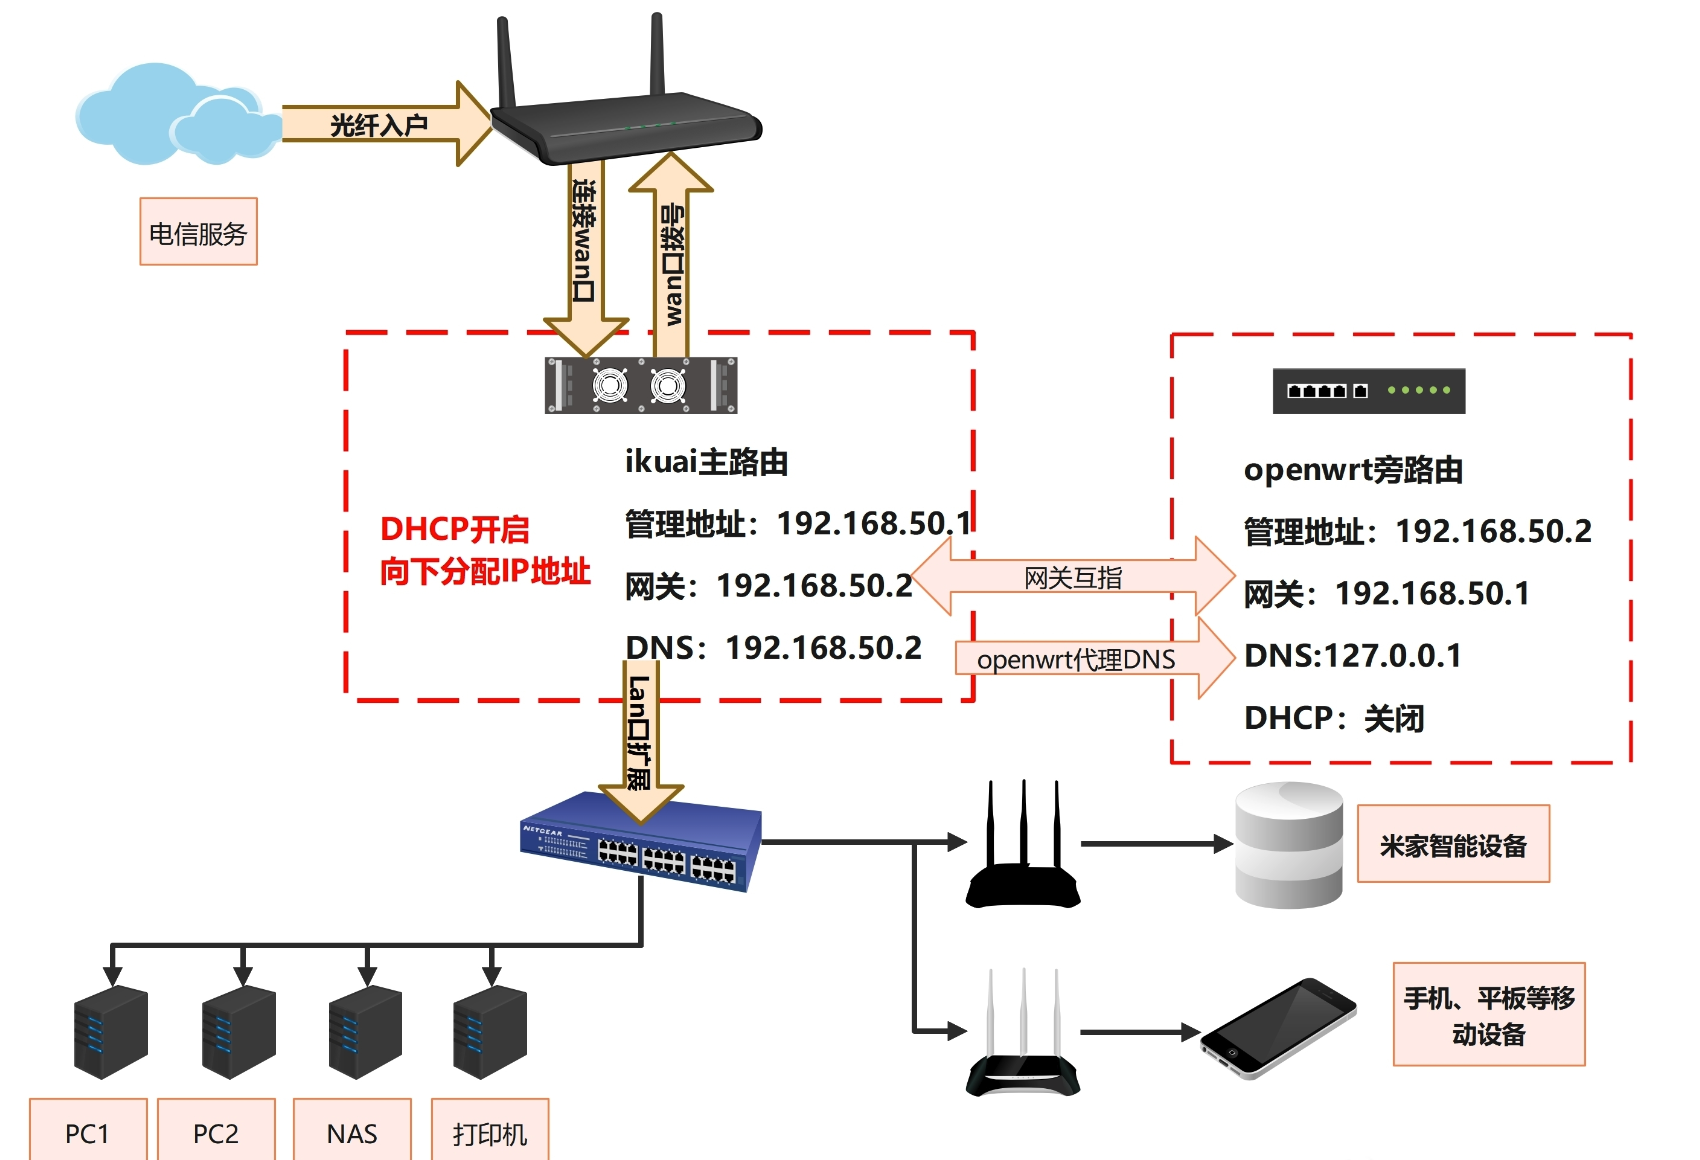 光纤入户
电信服务
连接wan口
wan口拨号
ikuai主路由
管理地址：192.168.50.1
网关：192.168.50.2
DNS：192.168.50.2
DHCP开启
向下分配IP地址
openwrt旁路由
管理地址：192.168.50.2
网关：192.168.50.1
DNS:127.0.0.1
DHCP：关闭
网关互指
openwrt代理DNS
Lan口扩展
NETGEAR
米家智能设备
手机、平板等移
动设备
PC1
PC2
NAS
打印机